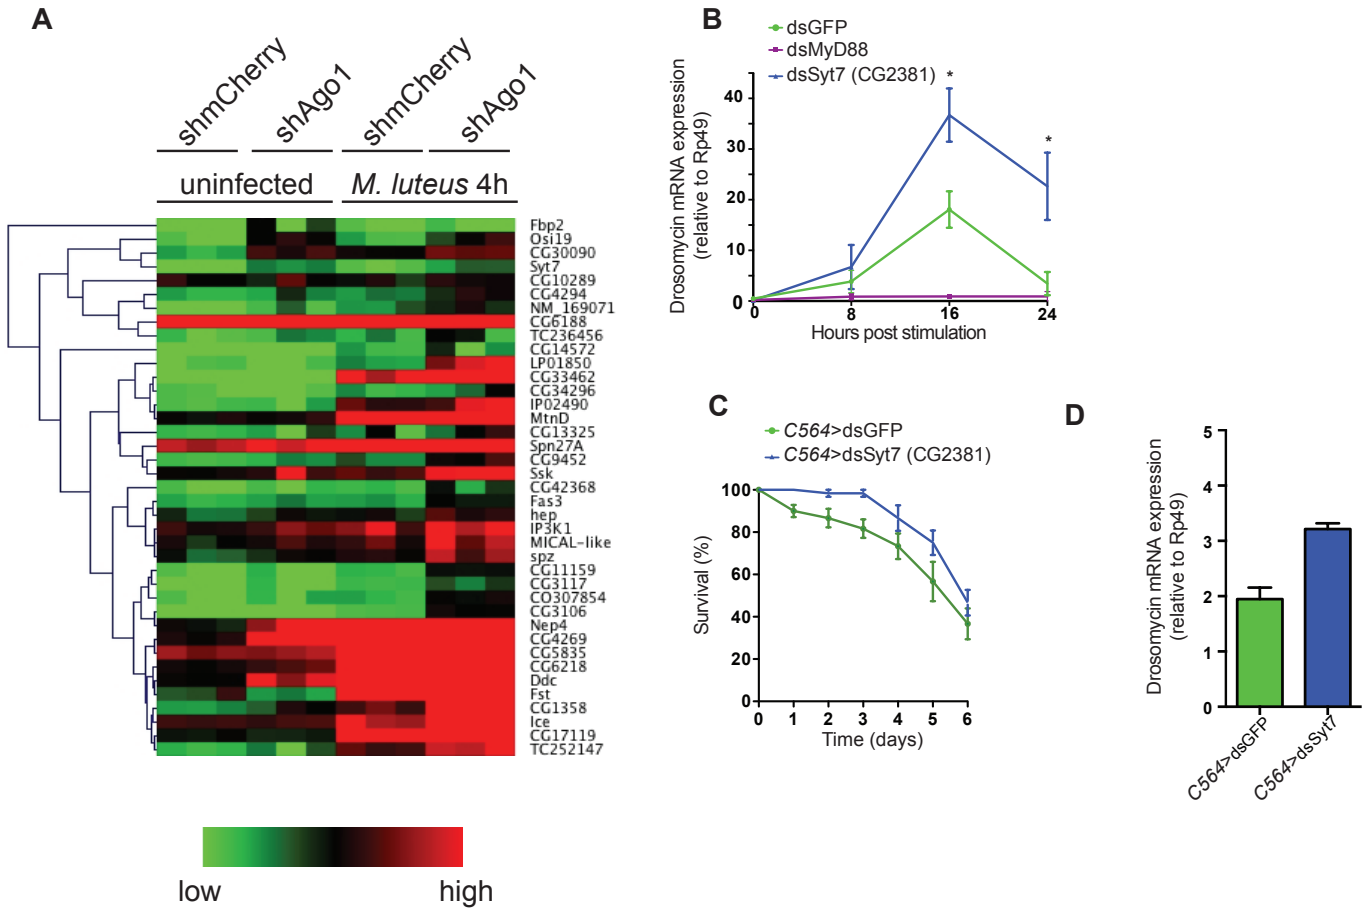 A
shmCherry
shAgo1
shmCherry
shAgo1
uninfected
M. luteus 4h
Fbp2
Osi19
CG30090
Syt7
CG10289
CG4294
NM_169071
CG6188
TC236456
CG14572
LP01850
CG33462
CG34296
IP02490
MtnD
CG13325
Spn27A
CG9452
Ssk
CG42368
Fas3
hep
IP3K1
MICAL-like
spz
CG11159
CG3117
CO307854
CG3106
Nep4
CG4269
CG5835
CG6218
Ddc
Fst
CG1358
Ice
CG17119
TC252147
low
high
B
dsGFP
dsMyD88
dsSyt7 (CG2381)
Drosomycin mRNA expression
(relative to Rp49)
40
30
20
10
0
* *
0 8 16 24
Hours post stimulation
C
C564>dsGFP
C564>dsSyt7 (CG2381)
Survival (%)
100
80
60
40
20
0
0 1 2 3 4 5 6
Time (days)
D
Drosomycin mRNA expression
(relative to Rp49)
5
4
3
2
1
0
C564>dsGFP
C564>dsSyt7